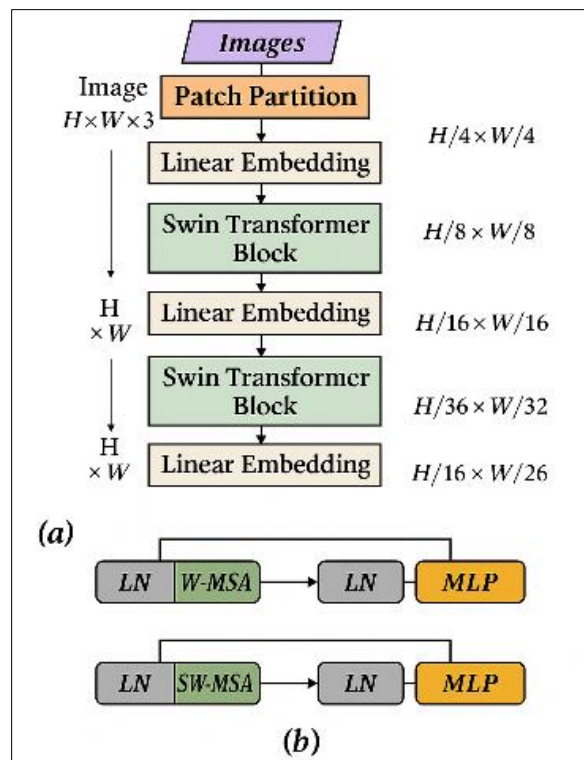 Images
Image
H×W×3
Patch Partition
H/4 × W/4
Linear Embedding
Swin Transformer
Block
H/8 × W/8
H
×W
Linear Embedding
H/16 × W/16
Swin Transformer
Block
H/36 × W/32
H
×W
Linear Embedding
H/16 × W/26
(a)
LN W-MSA LN MLP
LN SW-MSA LN MLP
(b)